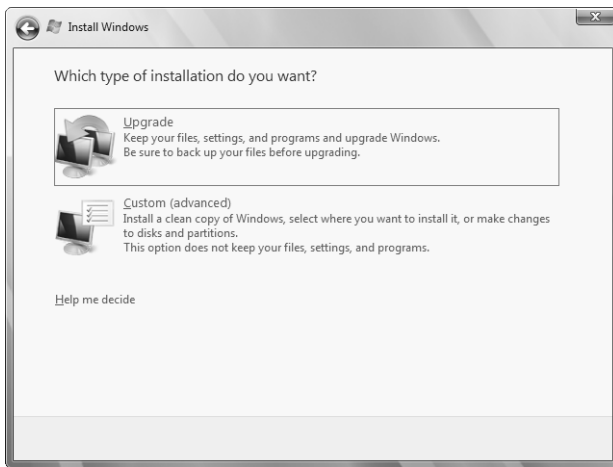 Install Windows
Which type of installation do you want?
Upgrade
Keep your files, settings, and programs and upgrade Windows.
Be sure to back up your files before upgrading.
Custom (advanced)
Install a clean copy of Windows, select where you want to install it, or make changes
to disks and partitions.
This option does not keep your files, settings, and programs.
Help me decide